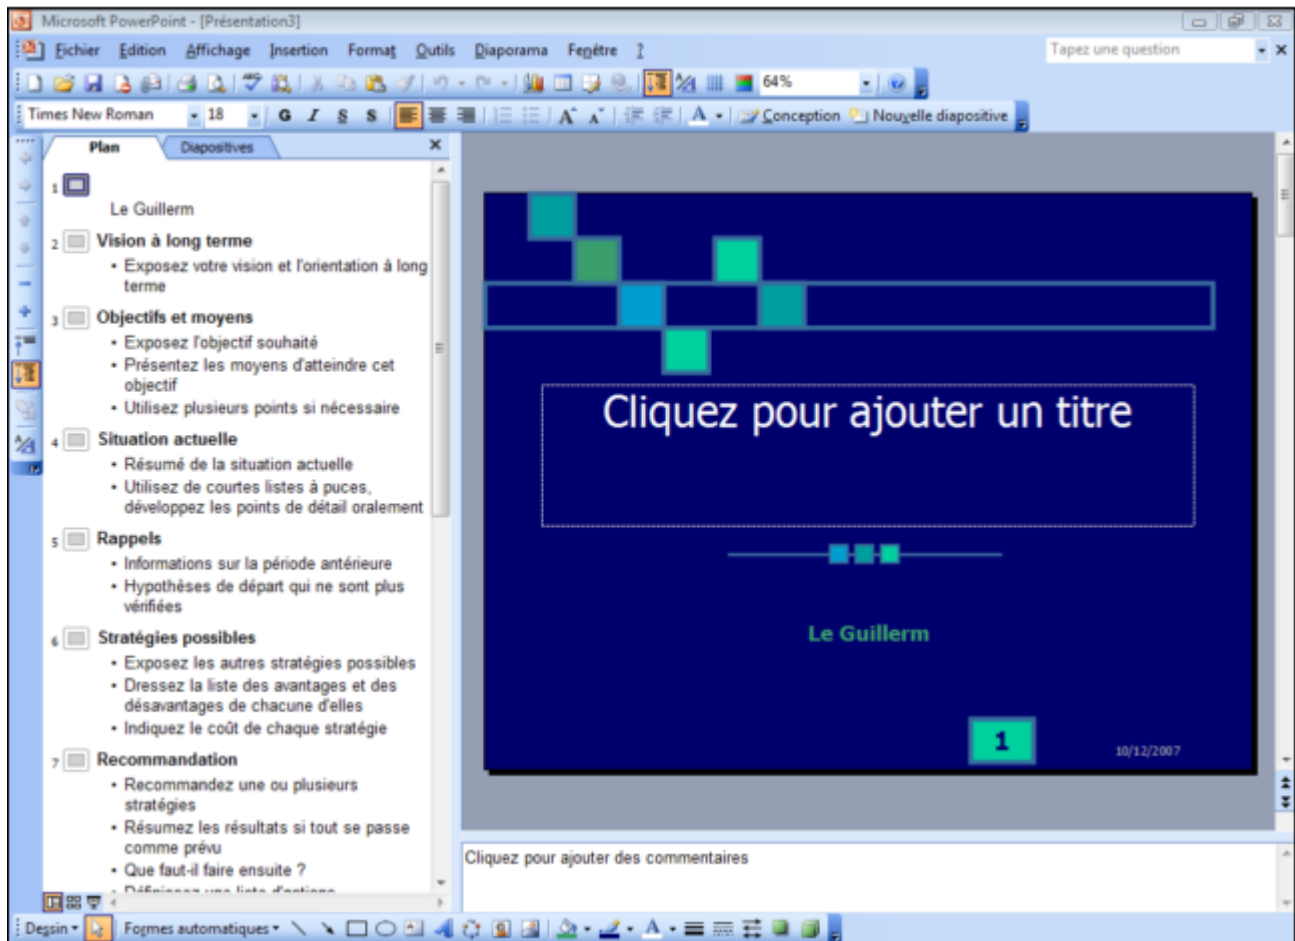 Microsoft PowerPoint - [Présentation3]
Fichier Edition Affichage Insertion Format Outils Diaporama Fenêtre ?
Tapez une question
64%
Times New Roman 18 G I S S A A A Conception Nouvelle diapositive
Plan Diapositives
1
Le Guillerm
2 Vision à long terme
• Exposez votre vision et l'orientation à long
terme
3 Objectifs et moyens
• Exposez l'objectif souhaité
• Présentez les moyens d'atteindre cet
objectif
• Utilisez plusieurs points si nécessaire
4 Situation actuelle
• Résumé de la situation actuelle
• Utilisez de courtes listes à puces,
développez les points de détail oralement
5 Rappels
• Informations sur la période antérieure
• Hypothèses de départ qui ne sont plus
vérifiées
6 Stratégies possibles
• Exposez les autres stratégies possibles
• Dressez la liste des avantages et des
désavantages de chacune d'elles
• Indiquez le coût de chaque stratégie
7 Recommandation
• Recommandez une ou plusieurs
stratégies
• Résumez les résultats si tout se passe
comme prévu
• Que faut-il faire ensuite ?
• Définissez une liste d'actions
Cliquez pour ajouter un titre
Le Guillerm
1
10/12/2007
Cliquez pour ajouter des commentaires
Dessin Formes automatiques